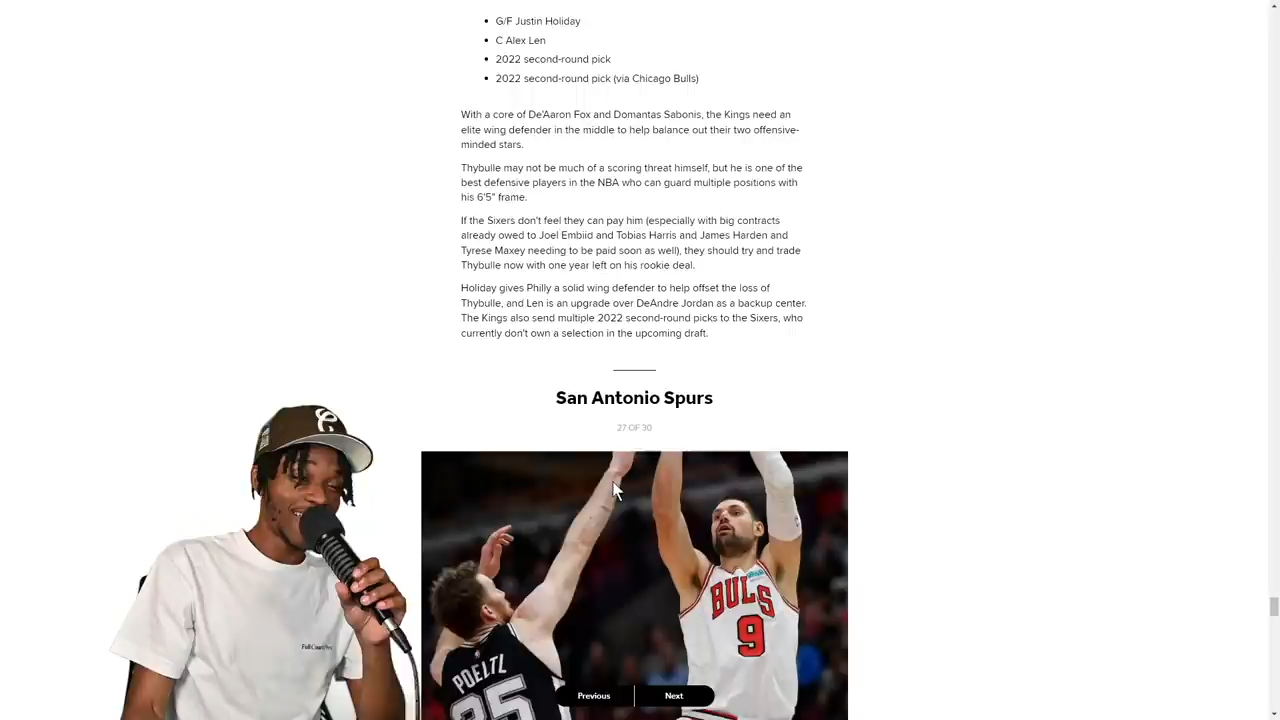 G/F Justin Holiday
C Alex Len
2022 second-round pick
2022 second-round pick (via Chicago Bulls)
With a core of De'Aaron Fox and Domantas Sabonis, the Kings need an
elite wing defender in the middle to help balance out their two offensive-
minded stars.
Thybulle may not be much of a scoring threat himself, but he is one of the
best defensive players in the NBA who can guard multiple positions with
his 6'5" frame.
If the Sixers don't feel they can pay him (especially with big contracts
already owed to Joel Embiid and Tobias Harris and James Harden and
Tyrese Maxey needing to be paid soon as well), they should try and trade
Thybulle now with one year left on his rookie deal.
Holiday gives Philly a solid wing defender to help offset the loss of
Thybulle, and Len is an upgrade over DeAndre Jordan as a backup center.
The Kings also send multiple 2022 second-round picks to the Sixers, who
currently don't own a selection in the upcoming draft.
San Antonio Spurs
27 OF 30
BULLS
9
POELTL
25
Previous
Next